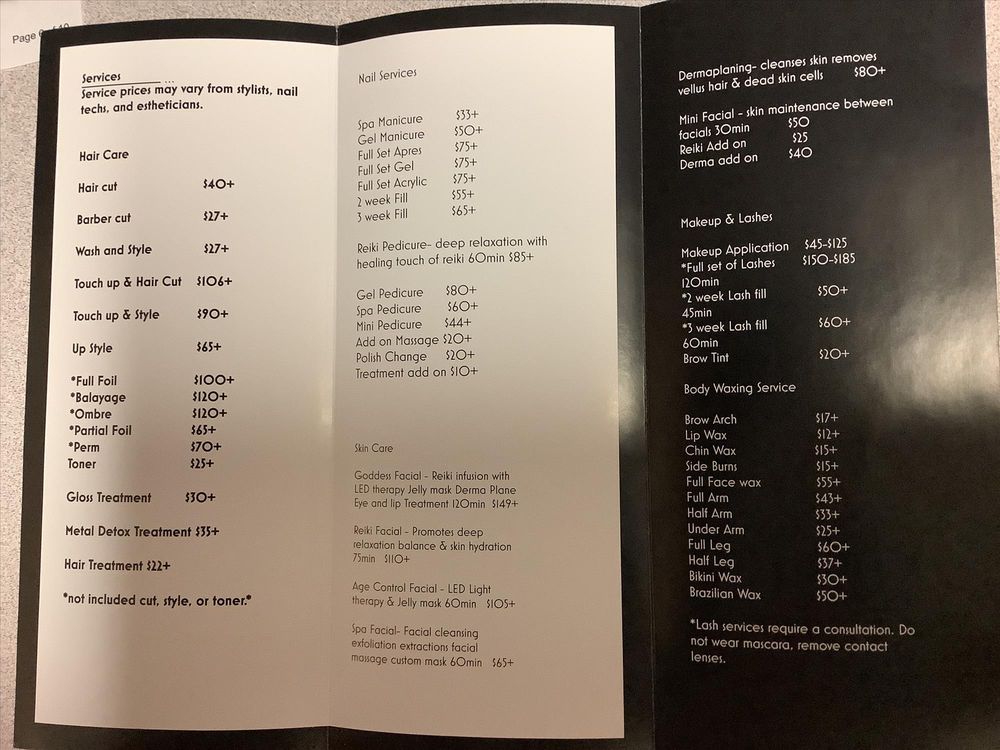 Page
Services
Service prices may vary from stylists, nail
techs, and estheticians.
Hair Care
Hair cut $40+
Barber cut $27+
Wash and Style $27+
Touch up & Hair Cut $106+
Touch up & Style $90+
Up Style $65+
*Full Foil $100+
*Balayage $120+
*Ombre $120+
*Partial Foil $65+
*Perm $70+
Toner $25+
Gloss Treatment $30+
Metal Detox Treatment $35+
Hair Treatment $22+
*not included cut, style, or toner.*
Nail Services
Spa Manicure $33+
Gel Manicure $50+
Full Set Apres $75+
Full Set Gel $75+
Full Set Acrylic $75+
2 week Fill $55+
3 week Fill $65+
Reiki Pedicure- deep relaxation with
healing touch of reiki 60min $85+
Gel Pedicure $80+
Spa Pedicure $60+
Mini Pedicure $44+
Add on Massage $20+
Polish Change $20+
Treatment add on $10+
Skin Care
Goddess Facial - Reiki infusion with
LED therapy Jelly mask Derma Plane
Eye and lip Treatment 120min $149+
Reiki Facial - Promotes deep
relaxation balance & skin hydration
75min $110+
Age Control Facial - LED Light
therapy & Jelly mask 60min $105+
Spa Facial- Facial cleansing
exfoliation extractions facial
massage custom mask 60min $65+
Dermaplaning- cleanses skin removes
vellus hair & dead skin cells $80+
Mini Facial - skin maintenance between
facials 30min $50
Reiki Add on $25
Derma add on $40
Makeup & Lashes
Makeup Application $45-$125
*Full set of Lashes $150-$185
120min
*2 week Lash fill $50+
45min
*3 week Lash fill $60+
60min
Brow Tint $20+
Body Waxing Service
Brow Arch $17+
Lip Wax $12+
Chin Wax $15+
Side Burns $15+
Full Face wax $55+
Full Arm $43+
Half Arm $33+
Under Arm $25+
Full Leg $60+
Half Leg $37+
Bikini Wax $30+
Brazilian Wax $50+
*Lash services require a consultation. Do
not wear mascara, remove contact
lenses.